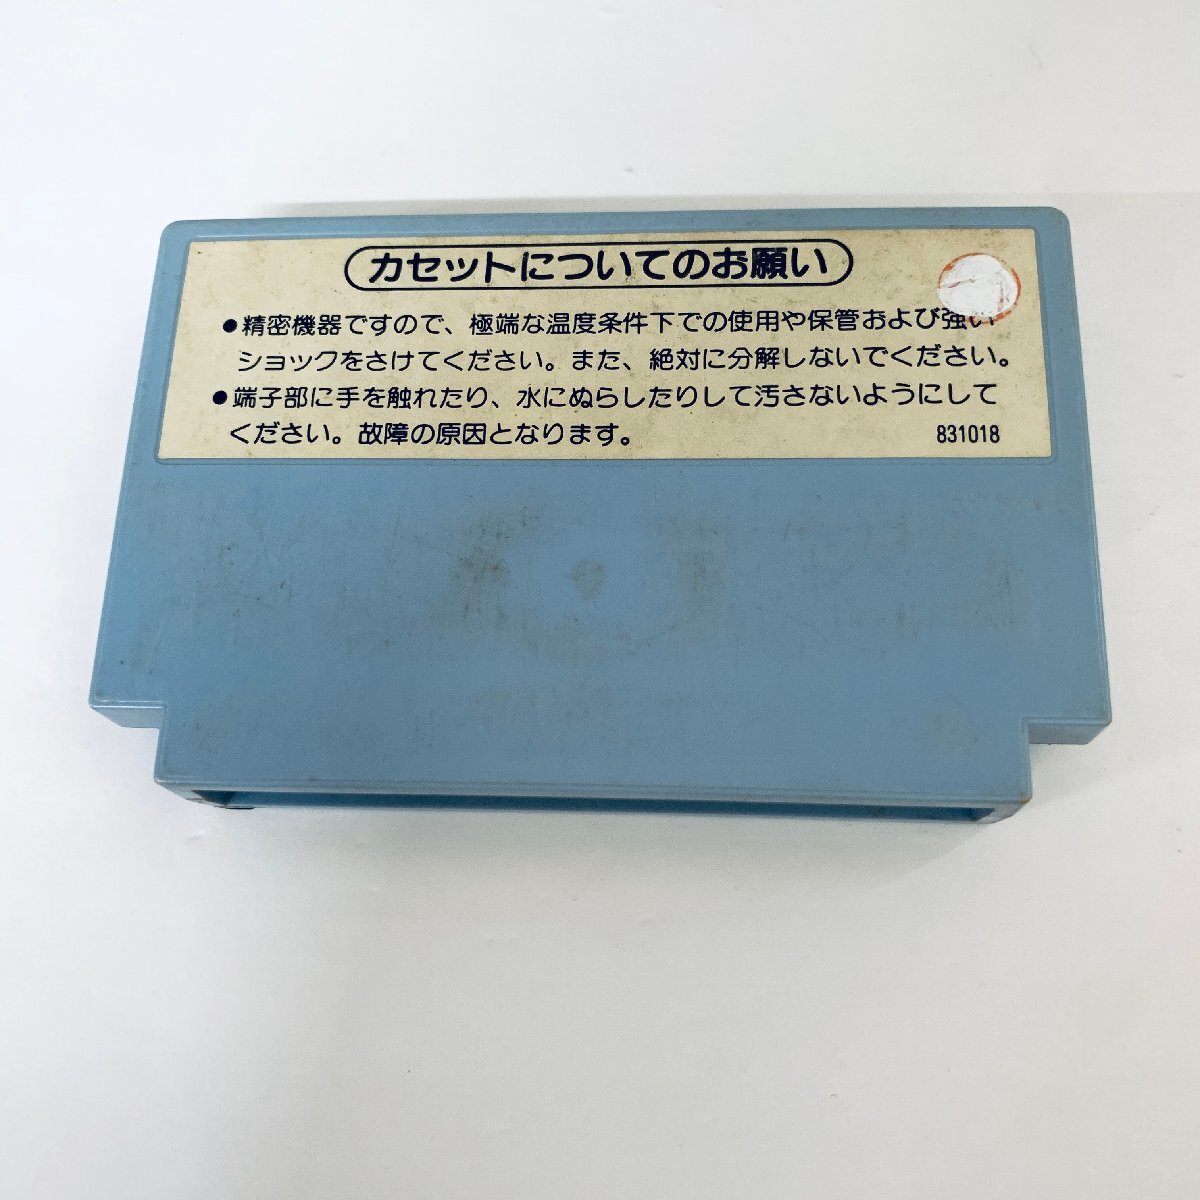 カセットについてのお願い
●精密機器ですので、極端な温度条件下での使用や保管および強い
ショックをさけてください。また、絶対に分解しないでください。
●端子部に手を触れたり、水にぬらしたりして汚さないようにして
ください。故障の原因となります。
831018